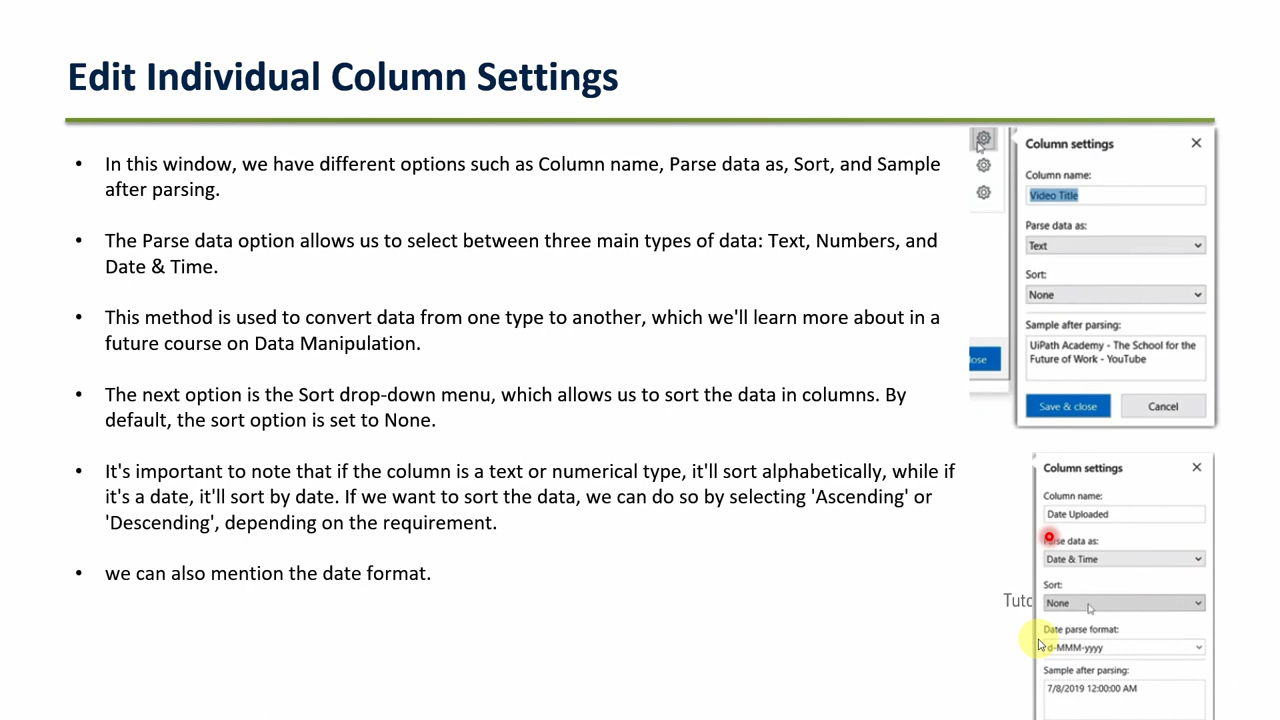 Edit Individual Column Settings
• In this window, we have different options such as Column name, Parse data as, Sort, and Sample
after parsing.
• The Parse data option allows us to select between three main types of data: Text, Numbers, and
Date & Time.
• This method is used to convert data from one type to another, which we'll learn more about in a
future course on Data Manipulation.
• The next option is the Sort drop-down menu, which allows us to sort the data in columns. By
default, the sort option is set to None.
• It's important to note that if the column is a text or numerical type, it'll sort alphabetically, while if
it's a date, it'll sort by date. If we want to sort the data, we can do so by selecting 'Ascending' or
'Descending', depending on the requirement.
• we can also mention the date format.
Column settings
Column name:
Video Title
Parse data as:
Text
Sort:
None
Sample after parsing:
UiPath Academy - The School for the
Future of Work - YouTube
lose
Save & close
Cancel
Column settings
Column name:
Date Uploaded
Parse data as:
Date & Time
Sort:
Tuto
None
Date parse format:
d-MMM-yyyy
Sample after parsing:
7/8/2019 12:00:00 AM